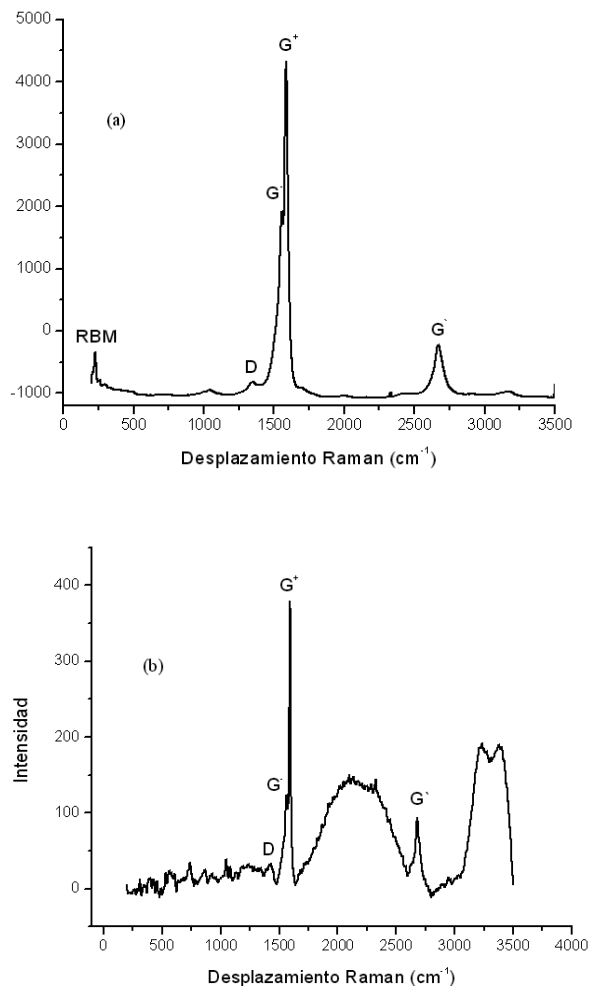 5000
G+
4000
(a)
3000
G-
2000
1000
0
RBM
G`
D
-1000
0 500 1000 1500 2000 2500 3000 3500
Desplazamiento Raman (cm-1)
400
G+
(b)
300
Intensidad
200
G-
G`
100
D
0
0 500 1000 1500 2000 2500 3000 3500 4000
Desplazamiento Raman (cm-1)